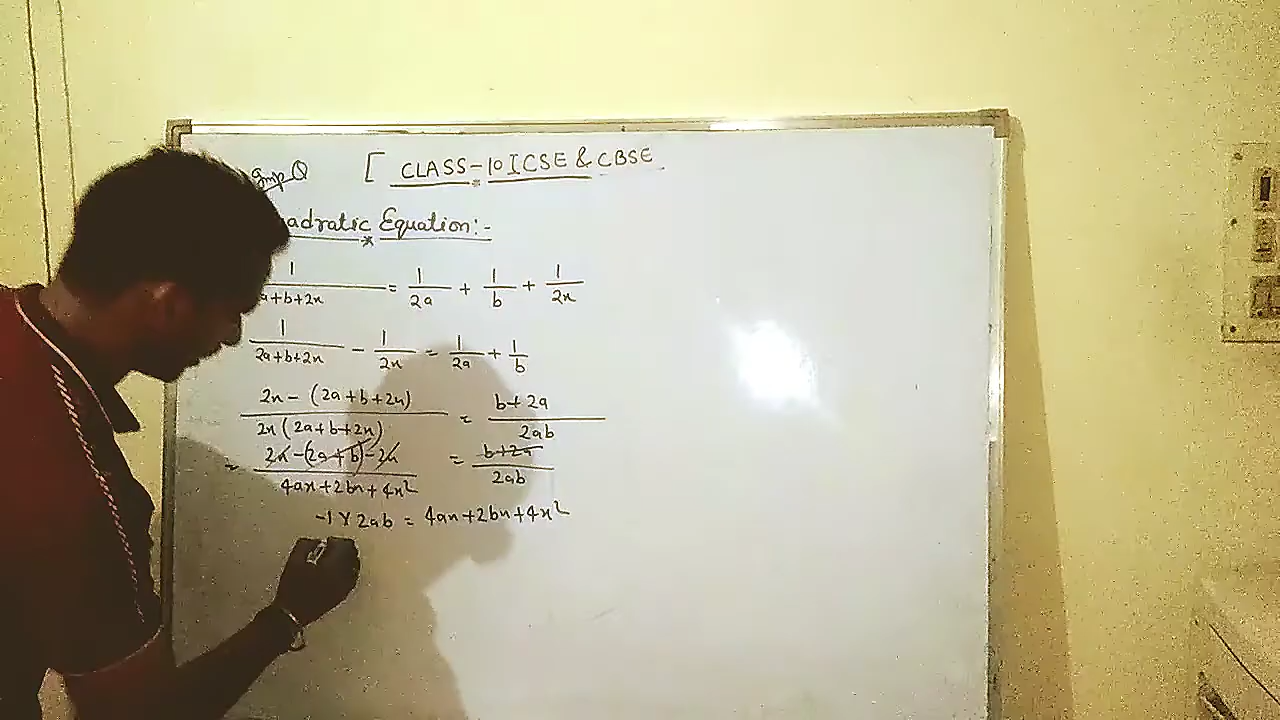 Imp Q [ CLASS-10 ICSE & CBSE
adratic Equation:-
1/a+b+2x = 1/2a + 1/b + 1/2x
1/2a+b+2x - 1/2x = 1/2a + 1/b
2x-(2a+b+2x)/2x(2a+b+2x) = b+2a/2ab
= 2x-(2a+b)-2x/4ax+2bx+4x² = b+2a/2ab
-1 × 2ab = 4ax+2bx+4x²